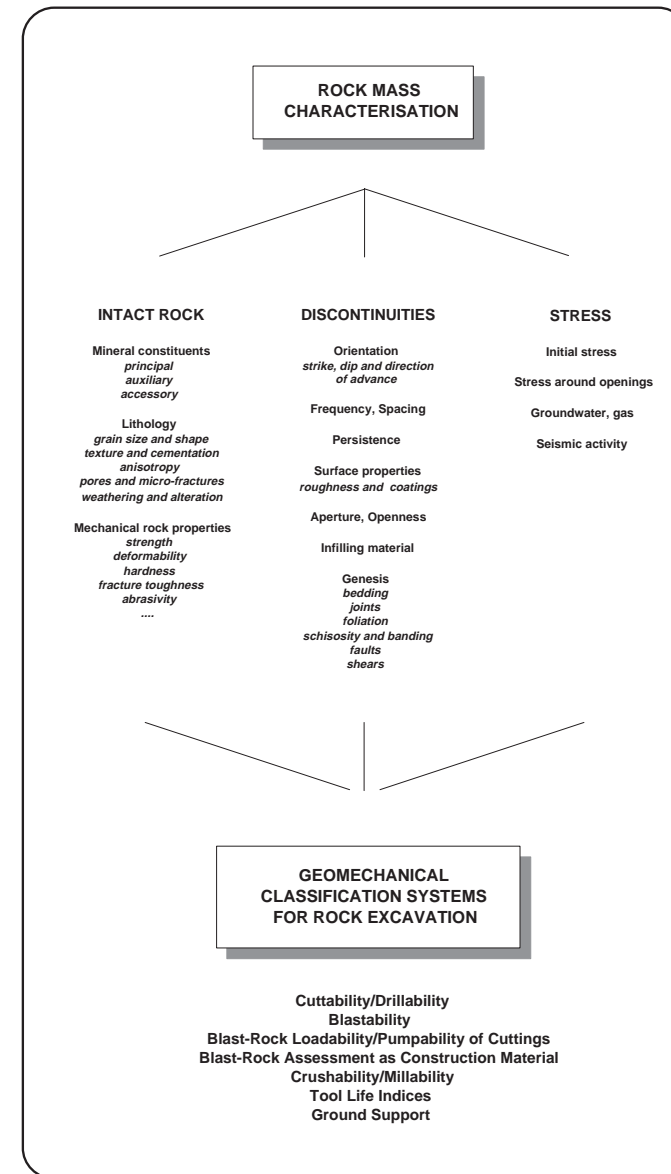 ROCK MASS
CHARACTERISATION
INTACT ROCK
Mineral constituents
principal
auxiliary
accessory
Lithology
grain size and shape
texture and cementation
anisotropy
pores and micro-fractures
weathering and alteration
Mechanical rock properties
strength
deformability
hardness
fracture toughness
abrasivity
....
DISCONTINUITIES
Orientation
strike, dip and direction
of advance
Frequency, Spacing
Persistence
Surface properties
roughness and coatings
Aperture, Openness
Infilling material
Genesis
bedding
joints
foliation
schisosity and banding
faults
shears
STRESS
Initial stress
Stress around openings
Groundwater, gas
Seismic activity
GEOMECHANICAL
CLASSIFICATION SYSTEMS
FOR ROCK EXCAVATION
Cuttability/Drillability
Blastability
Blast-Rock Loadability/Pumpability of Cuttings
Blast-Rock Assessment as Construction Material
Crushability/Millability
Tool Life Indices
Ground Support